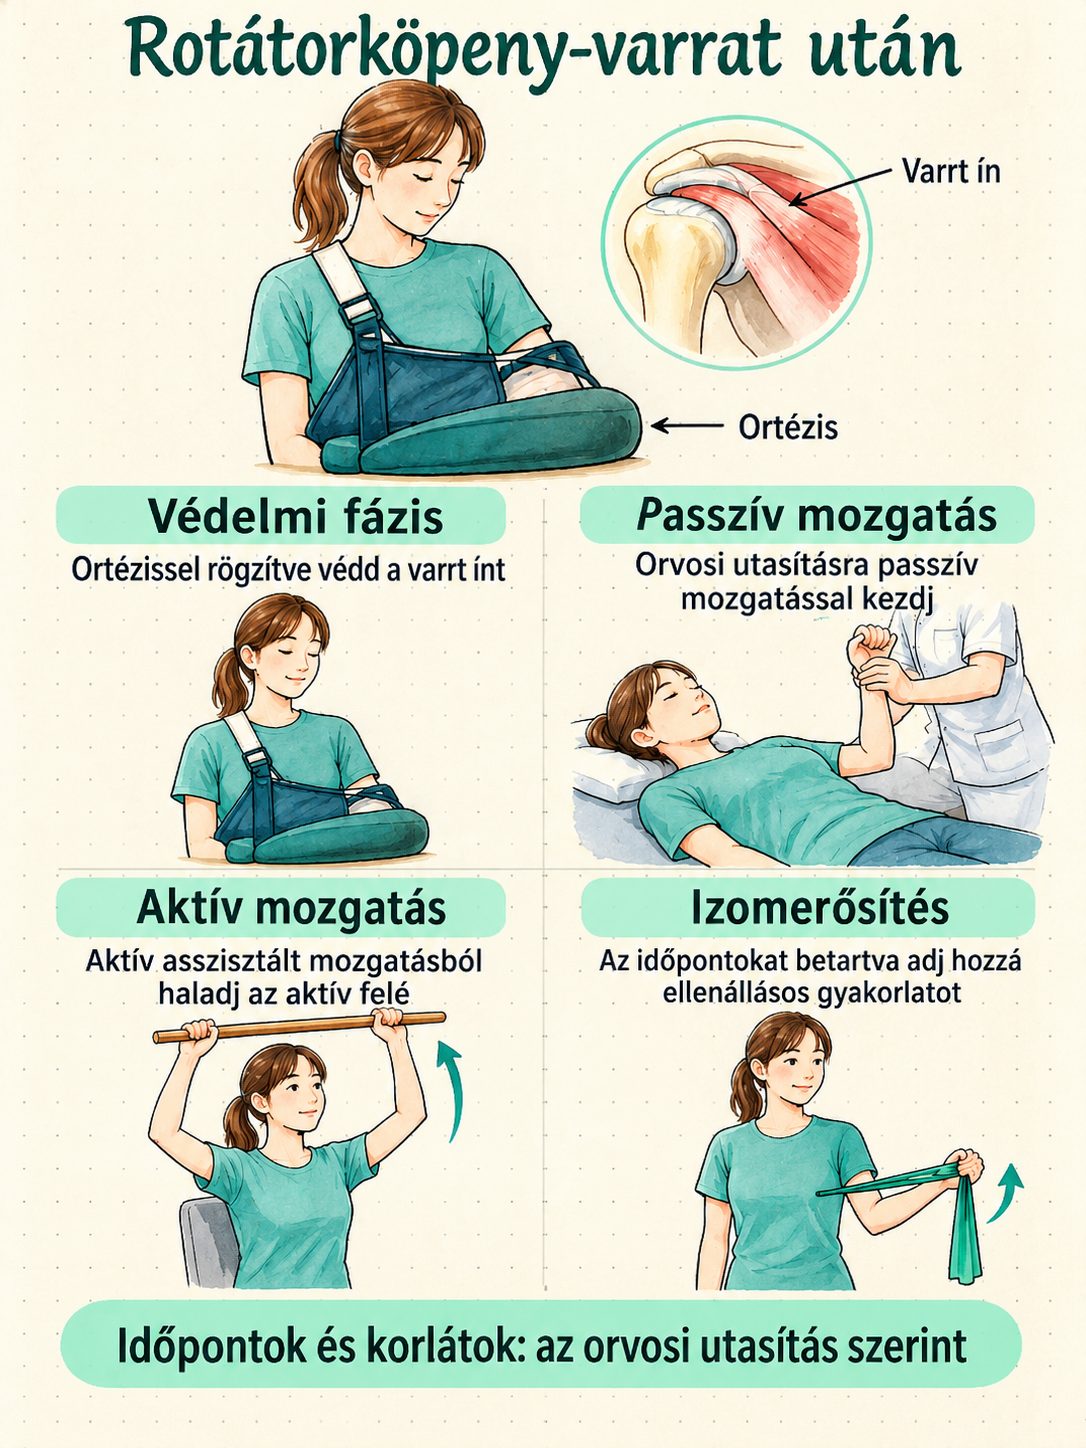 Rotátorköpeny-varrat után
Varrt ín
Ortézis
Védelmi fázis
Ortézissel rögzítve védd a varrt ínt
Passzív mozgatás
Orvosi utasításra passzív
mozgatással kezdj
Aktív mozgatás
Aktív asszisztált mozgatásból
haladj az aktív felé
Izomerősítés
Az időpontokat betartva adj hozzá
ellenállásos gyakorlatot
Időpontok és korlátok: az orvosi utasítás szerint